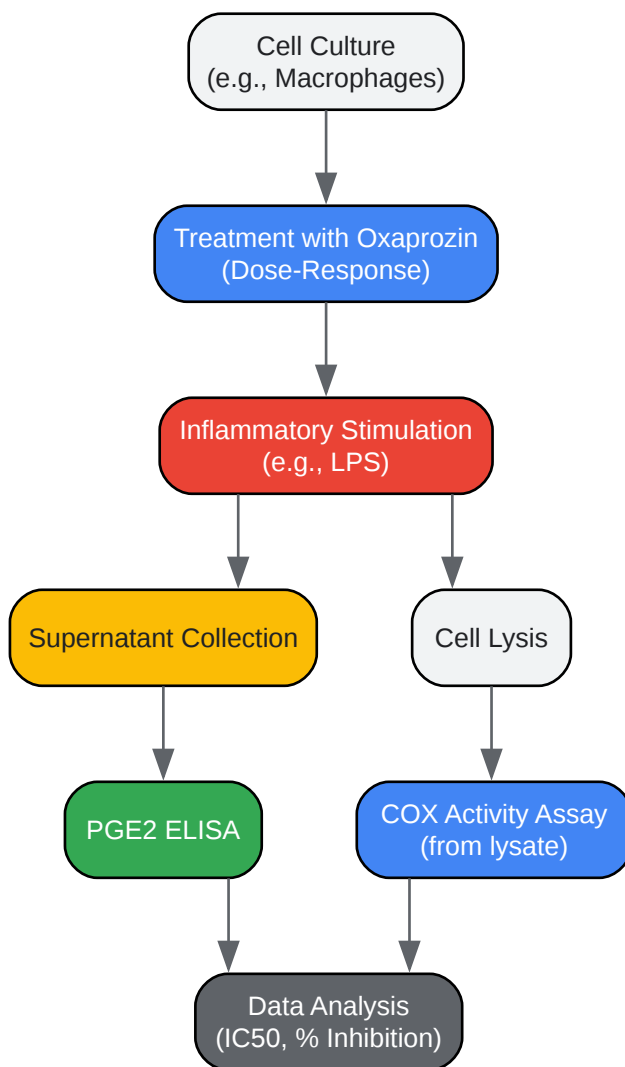 Cell Culture
(e.g., Macrophages)
Treatment with Oxaprozin
(Dose-Response)
Inflammatory Stimulation
(e.g., LPS)
Supernatant Collection
Cell Lysis
PGE2 ELISA
COX Activity Assay
(from lysate)
Data Analysis
(IC50, % Inhibition)